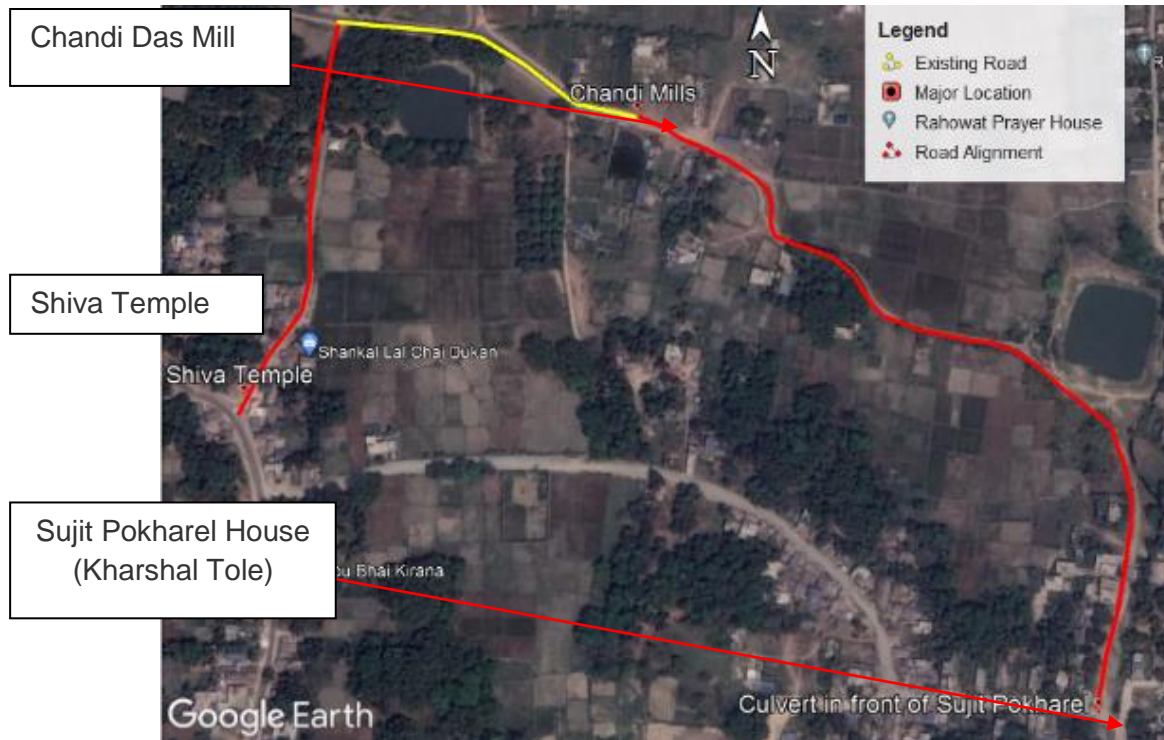 Chandi Das Mill
Chandi Mills
N
Legend
Existing Road
Major Location
Rahowat Prayer House
Road Alignment
R
Shiva Temple
Shankal Lal Chai Dukan
Shiva Temple
Sujit Pokharel House
(Kharshal Tole)
ou Bhai Kirana
Culvert in front of Sujit Pokharel
Google Earth